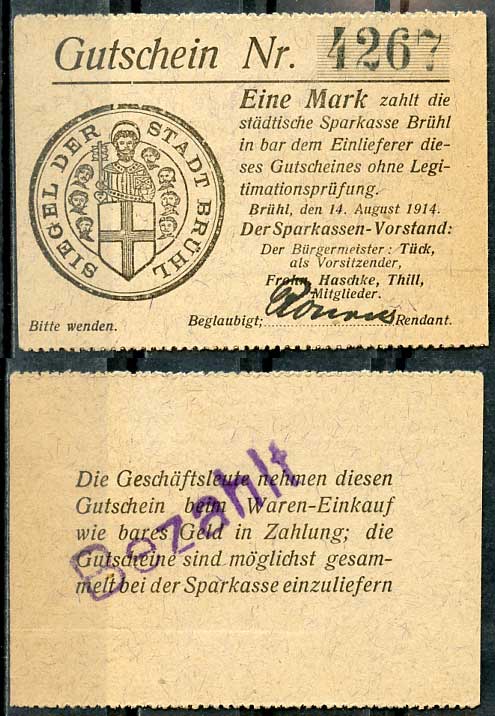 Gutschein Nr. 4267
Eine Mark zahlt die
städtische Sparkasse Brühl
in bar dem Einlieferer die-
ses Gutscheines ohne Legi-
timationsprüfung.
Brühl, den 14. August 1914.
Der Sparkassen-Vorstand:
Der Bürgermeister: Tück,
als Vorsitzender,
Frohn, Haschke, Thill,
Mitglieder.
Beglaubigt; Rendant.
SIEGEL DER STADT BRÜHL
Bitte wenden.
Die Geschäftsleute nehmen diesen
Gutschein beim Waren-Einkauf
wie bares Geld in Zahlung; die
Gutscheine sind möglichst gesam-
melt bei der Sparkasse einzuliefern
Bezahlt